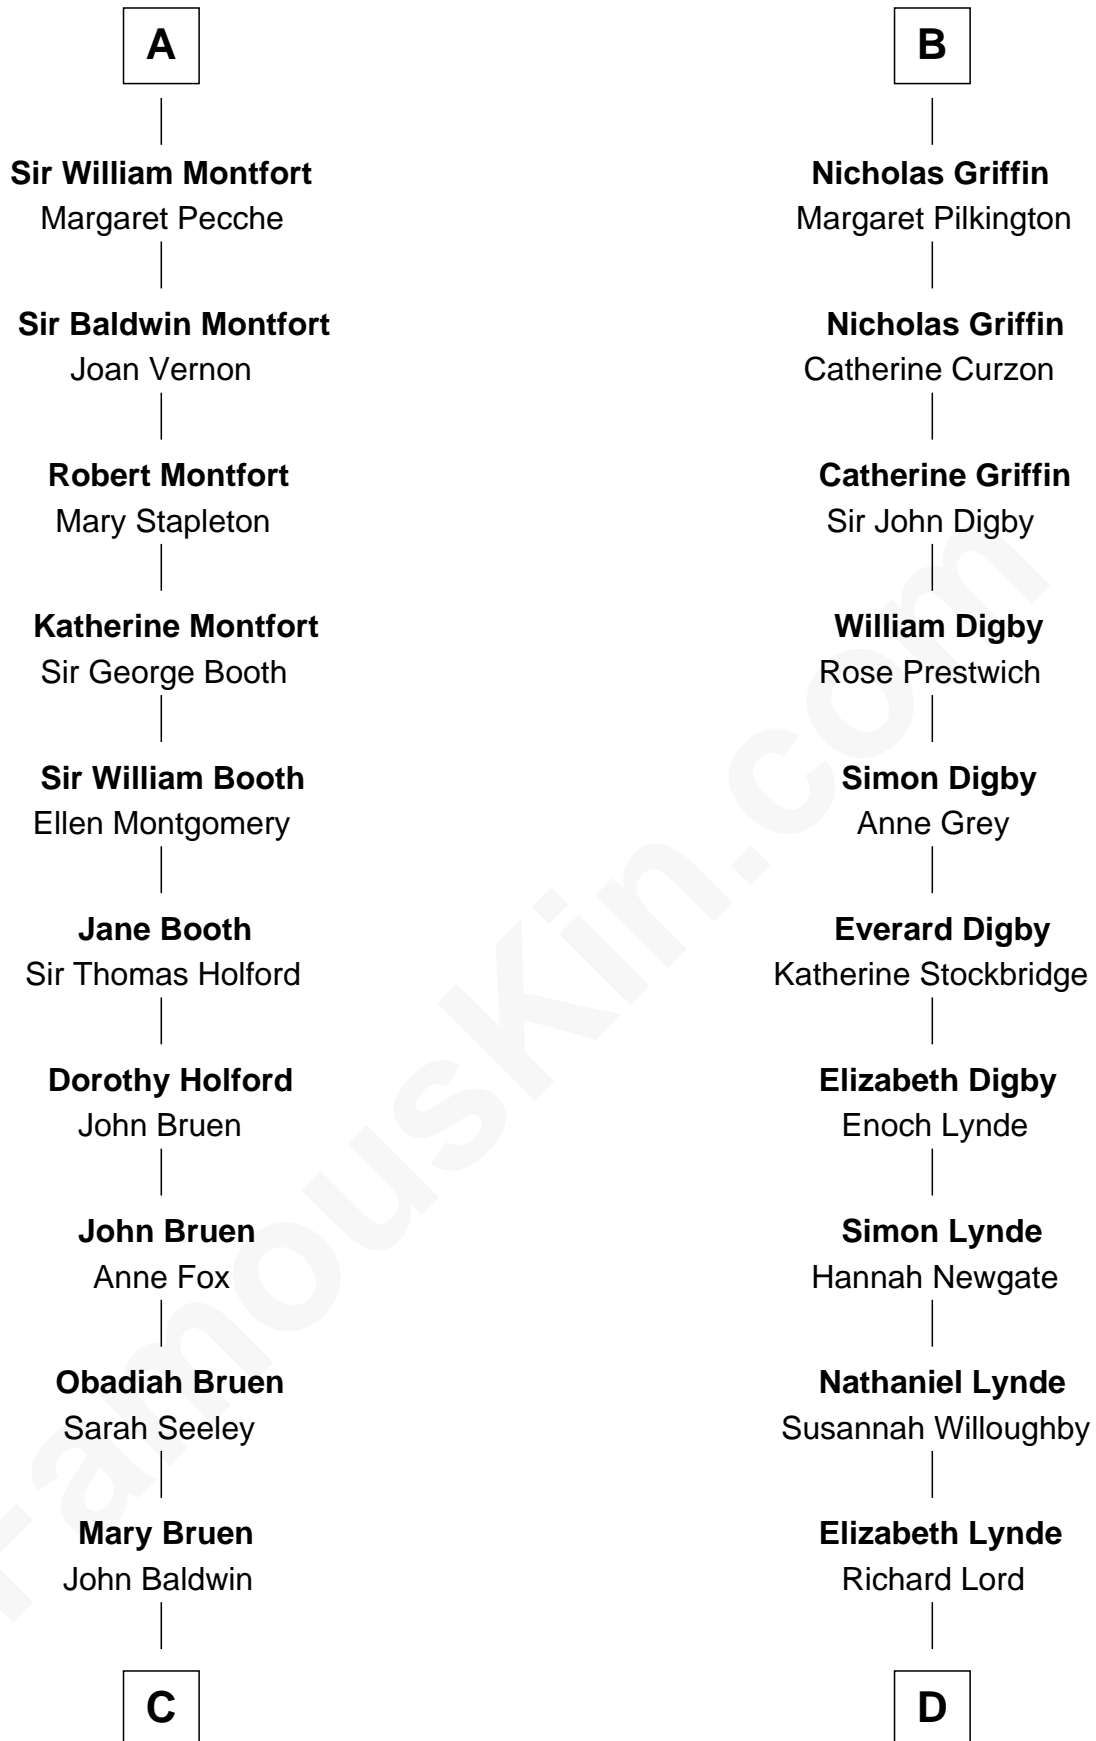 A
Sir William Montfort
Margaret Pecche
Sir Baldwin Montfort
Joan Vernon
Robert Montfort
Mary Stapleton
Katherine Montfort
Sir George Booth
Sir William Booth
Ellen Montgomery
Jane Booth
Sir Thomas Holford
Dorothy Holford
John Bruen
John Bruen
Anne Fox
Obadiah Bruen
Sarah Seeley
Mary Bruen
John Baldwin
C
B
Nicholas Griffin
Margaret Pilkington
Nicholas Griffin
Catherine Curzon
Catherine Griffin
Sir John Digby
William Digby
Rose Prestwich
Simon Digby
Anne Grey
Everard Digby
Katherine Stockbridge
Elizabeth Digby
Enoch Lynde
Simon Lynde
Hannah Newgate
Nathaniel Lynde
Susannah Willoughby
Elizabeth Lynde
Richard Lord
D
FamousKin.com